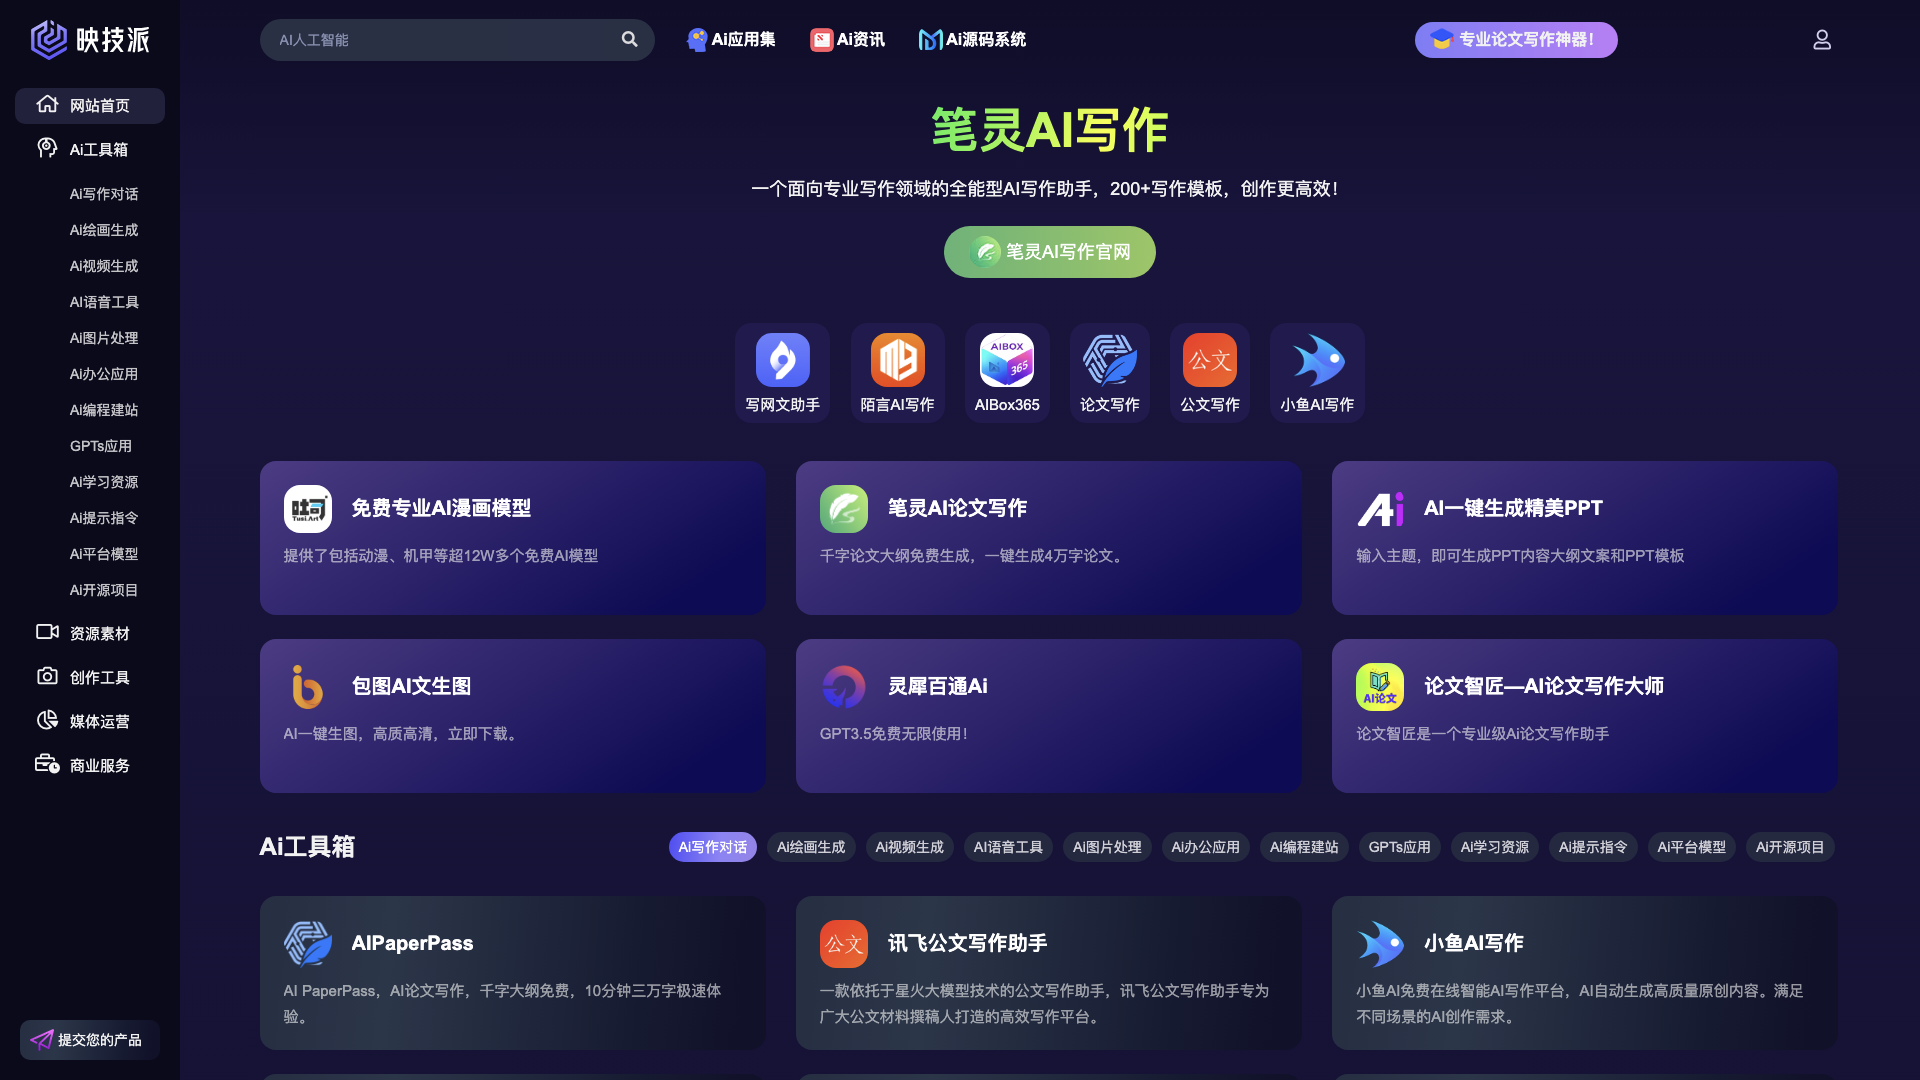 映技派
网站首页
Ai工具箱
Ai写作对话
Ai绘画生成
Ai视频生成
AI语音工具
Ai图片处理
Ai办公应用
Ai编程建站
GPTs应用
Ai学习资源
Ai提示指令
Ai平台模型
Ai开源项目
资源素材
创作工具
媒体运营
商业服务
提交您的产品
AI人工智能
Ai应用集
Ai资讯
Ai源码系统
专业论文写作神器！
笔灵AI写作
一个面向专业写作领域的全能型AI写作助手，200+写作模板，创作更高效！
笔灵AI写作官网
写网文助手
陌言AI写作
AIBOX
365
AIBox365
论文写作
公文
公文写作
小鱼AI写作
吐司
Tusi.Art
免费专业AI漫画模型
提供了包括动漫、机甲等超12W多个免费AI模型
笔灵AI论文写作
千字论文大纲免费生成，一键生成4万字论文。
Ai
AI一键生成精美PPT
输入主题，即可生成PPT内容大纲文案和PPT模板
包图AI文生图
AI一键生图，高质高清，立即下载。
灵犀百通Ai
GPT3.5免费无限使用！
AI论文
论文智匠—AI论文写作大师
论文智匠是一个专业级Ai论文写作助手
Ai工具箱
Ai写作对话
Ai绘画生成
Ai视频生成
AI语音工具
Ai图片处理
Ai办公应用
Ai编程建站
GPTs应用
Ai学习资源
Ai提示指令
Ai平台模型
Ai开源项目
AIPaperPass
AI PaperPass，AI论文写作，千字大纲免费，10分钟三万字极速体
验。
公文
讯飞公文写作助手
一款依托于星火大模型技术的公文写作助手，讯飞公文写作助手专为
广大公文材料撰稿人打造的高效写作平台。
小鱼AI写作
小鱼AI免费在线智能AI写作平台，AI自动生成高质量原创内容。满足
不同场景的AI创作需求。